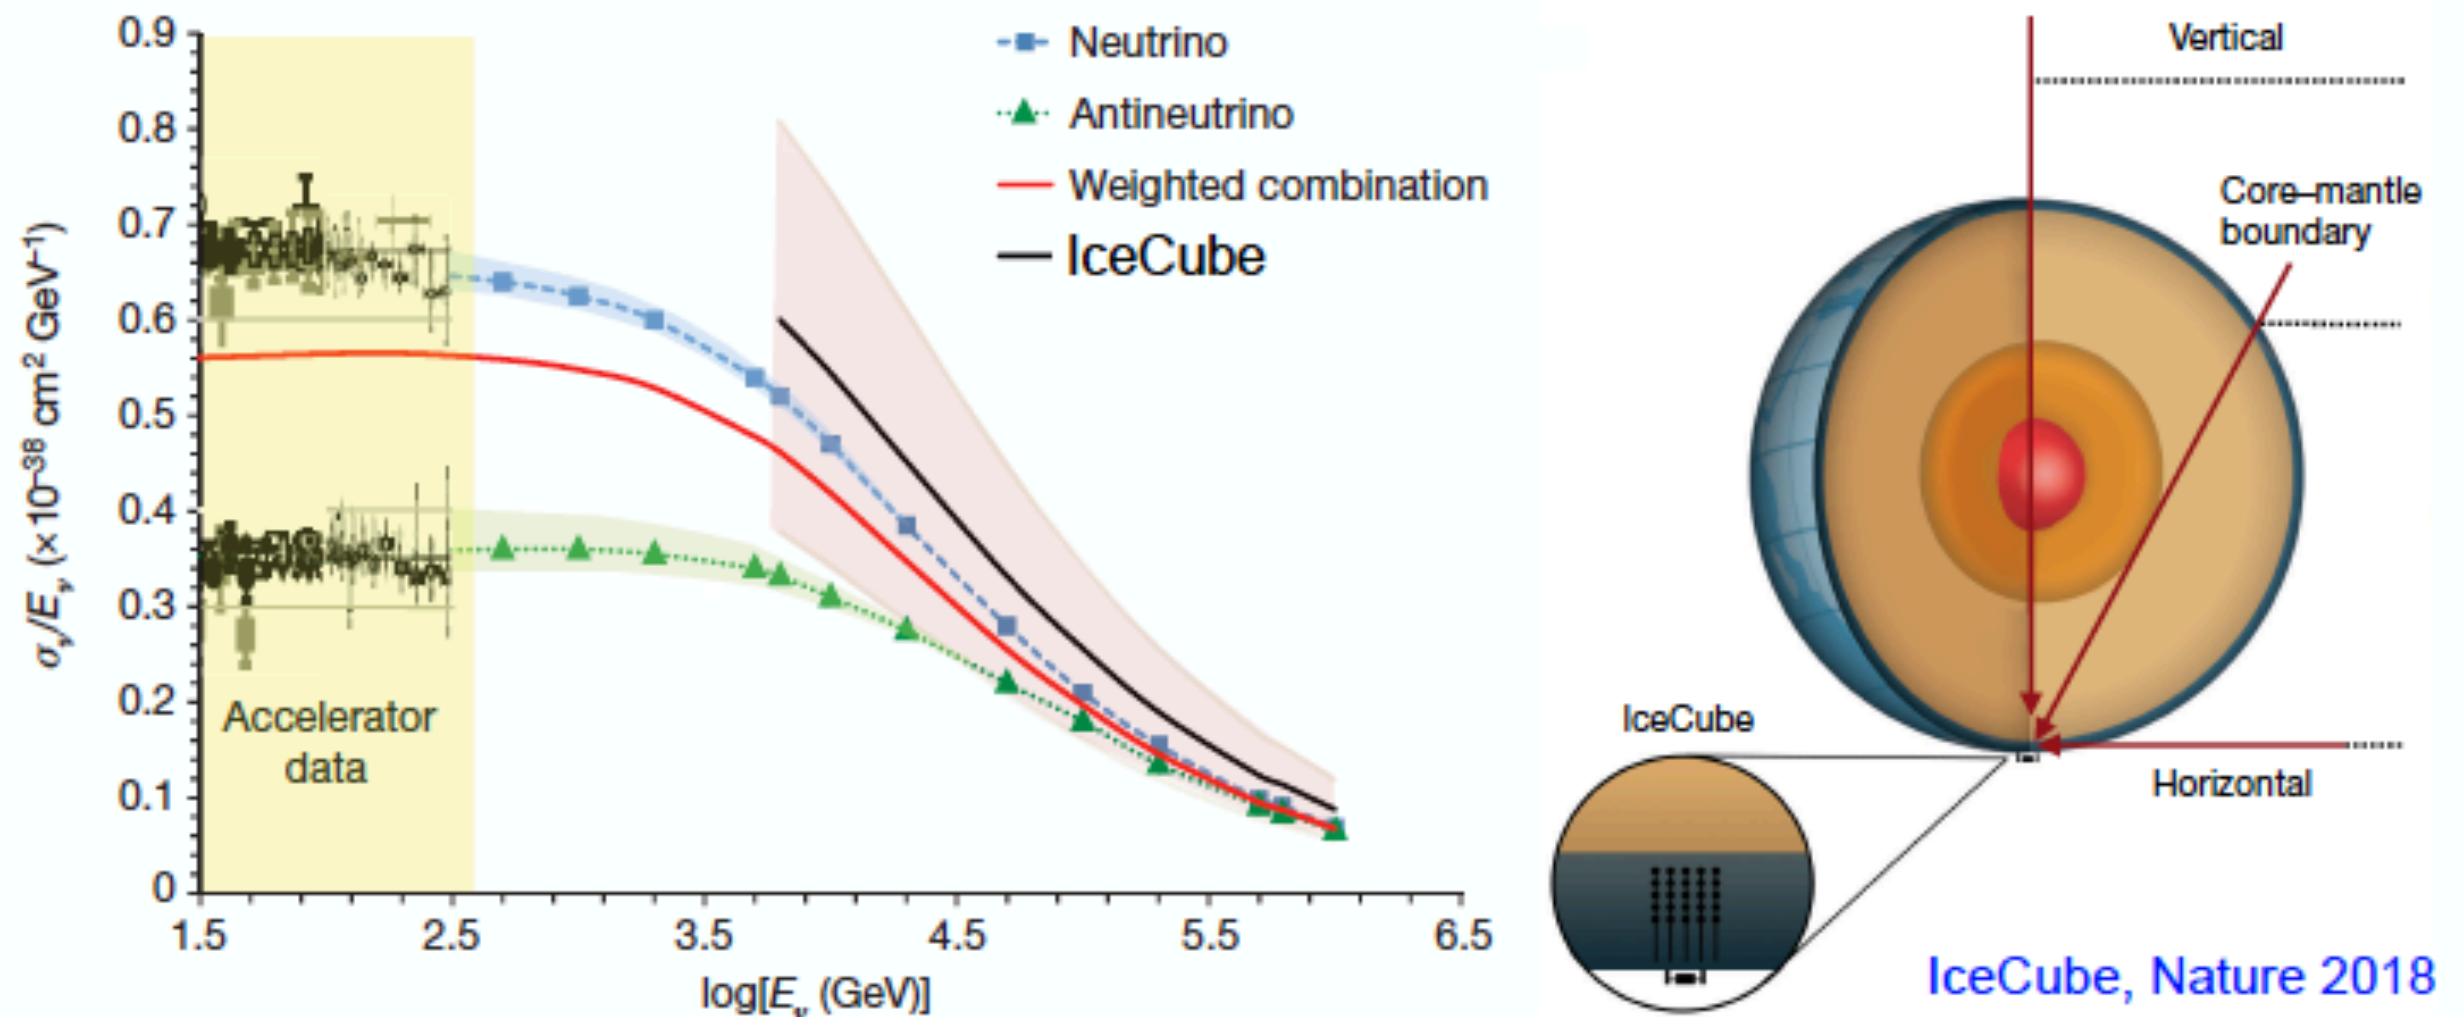 0.9
0.8
0.7
0.6
0.5
0.4
0.3
0.2
0.1
0
σν/Eν (× 10⁻³⁸ cm² GeV⁻¹)
Neutrino
Antineutrino
Weighted combination
IceCube
Accelerator
data
1.5 2.5 3.5 4.5 5.5 6.5
log[Eν (GeV)]
Vertical
Core–mantle
boundary
IceCube
Horizontal
IceCube, Nature 2018